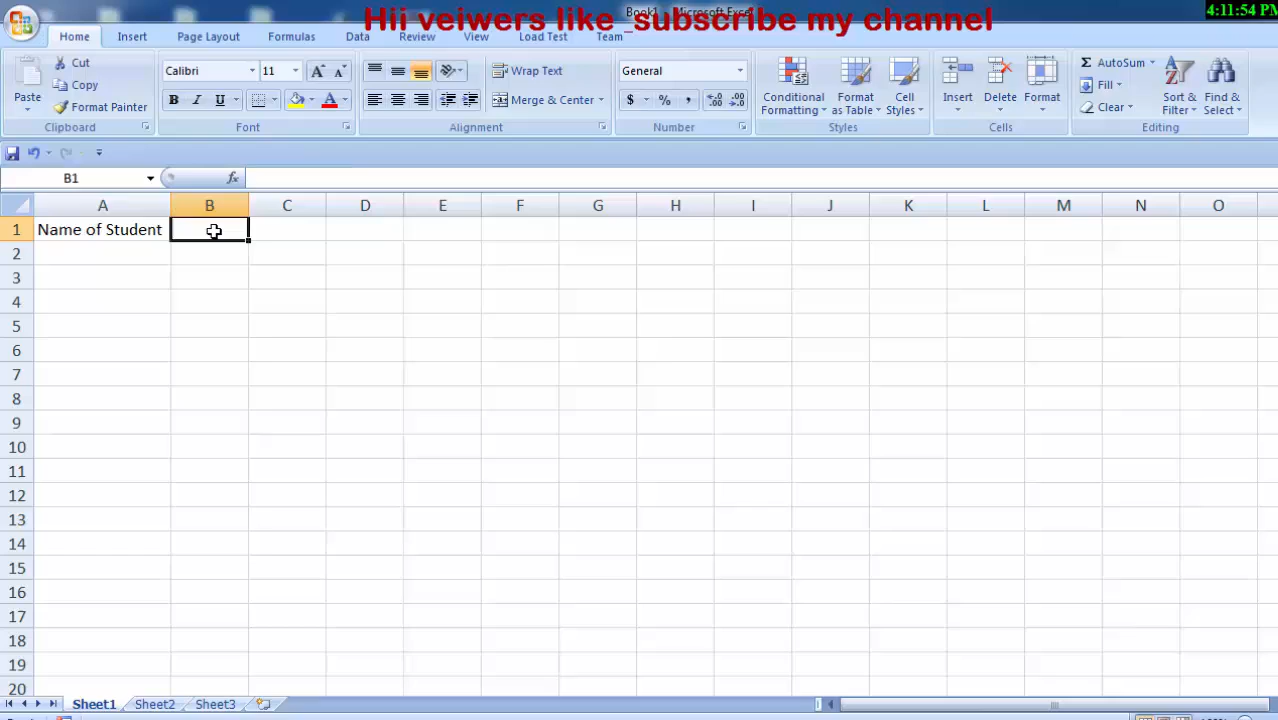 Book1 - Microsoft Excel
Hii veiwers like _subscribe my channel
4:11:54 PM
Home Insert Page Layout Formulas Data Review View Load Test Team
Paste Cut Copy Format Painter Clipboard
Calibri 11 B I U A Font
Wrap Text Merge & Center Alignment
General $ % , Number
Conditional Formatting Format as Table Cell Styles Styles
Insert Delete Format Cells
Σ AutoSum Fill Clear Sort & Filter Find & Select Editing
B1 fx
A B C D E F G H I J K L M N O
1 Name of Student
2
3
4
5
6
7
8
9
10
11
12
13
14
15
16
17
18
19
20
Sheet1 Sheet2 Sheet3